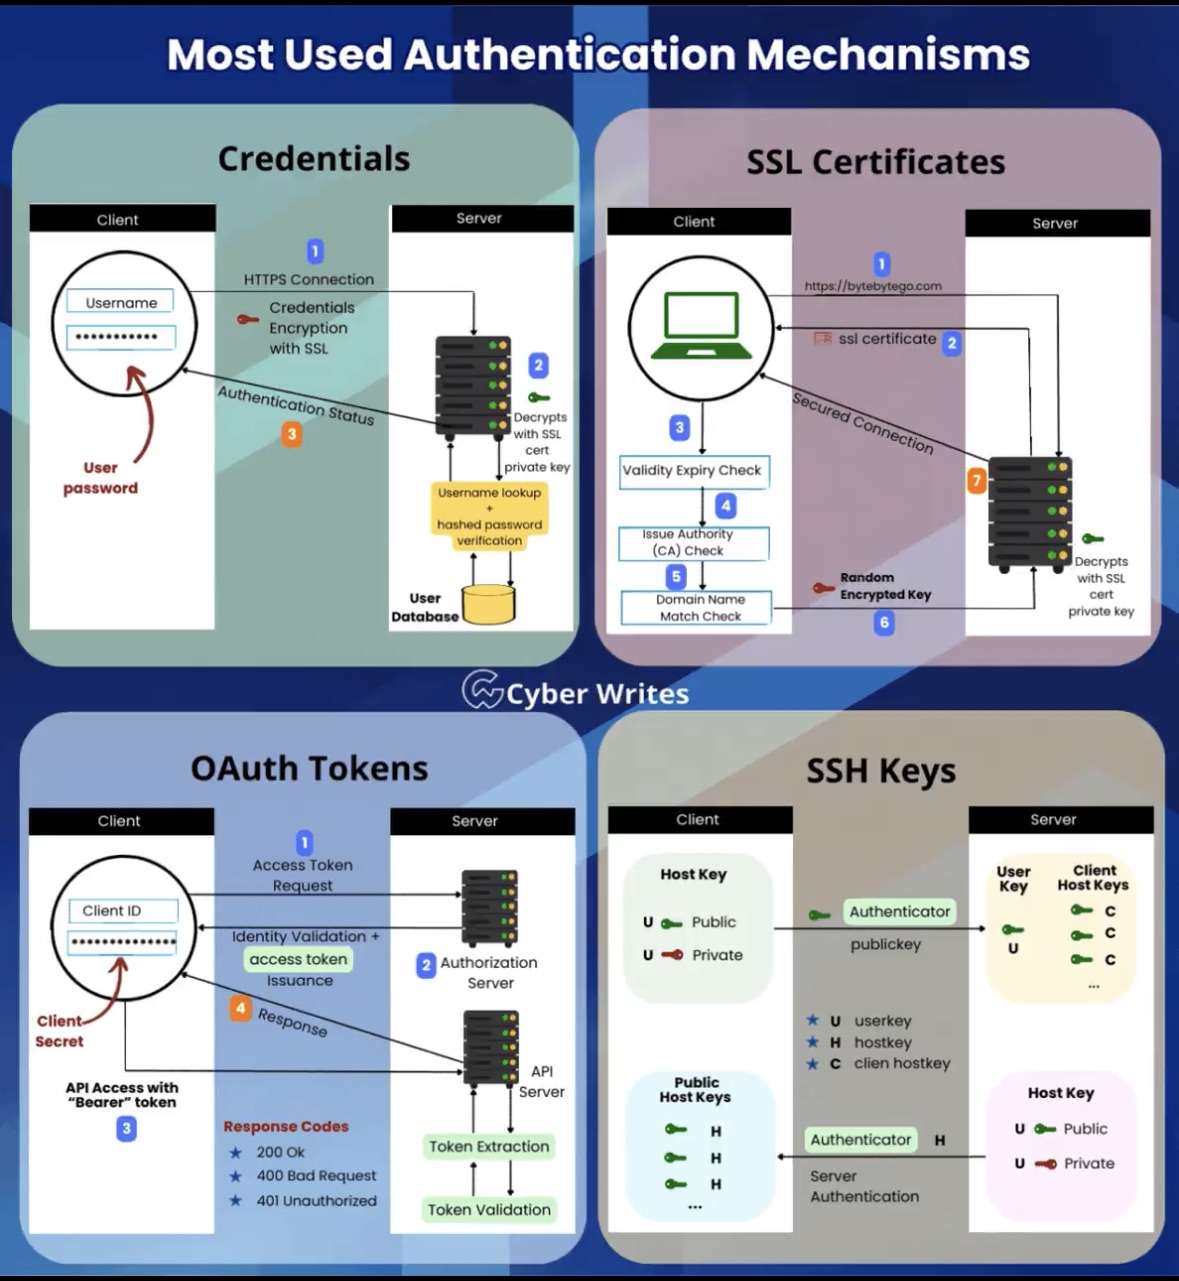 Most Used Authentication Mechanisms
Credentials
Client
Server
Username
***********
User
password
1
HTTPS Connection
Credentials
Encryption
with SSL
2
Decrypts
with SSL
cert
private key
Authentication Status
3
Username lookup
+
hashed password
verification
User
Database
SSL Certificates
Client
Server
1
https://bytebytego.com
ssl certificate
2
3
Validity Expiry Check
4
Issue Authority
(CA) Check
5
Domain Name
Match Check
Random
Encrypted Key
6
Secured Connection
7
Decrypts
with SSL
cert
private key
Cyber Writes
OAuth Tokens
Client
Server
Client ID
**************
Client
Secret
1
Access Token
Request
Identity Validation +
access token
Issuance
2 Authorization
Server
4 Response
API
Server
API Access with
“Bearer” token
3
Response Codes
★ 200 Ok
★ 400 Bad Request
★ 401 Unauthorized
Token Extraction
Token Validation
SSH Keys
Client
Server
Host Key
U Public
U Private
Authenticator
publickey
User
Key
U
Client
Host Keys
C
C
C
...
★ U userkey
★ H hostkey
★ C clien hostkey
Public
Host Keys
H
H
H
...
Authenticator H
Server
Authentication
Host Key
U Public
U Private